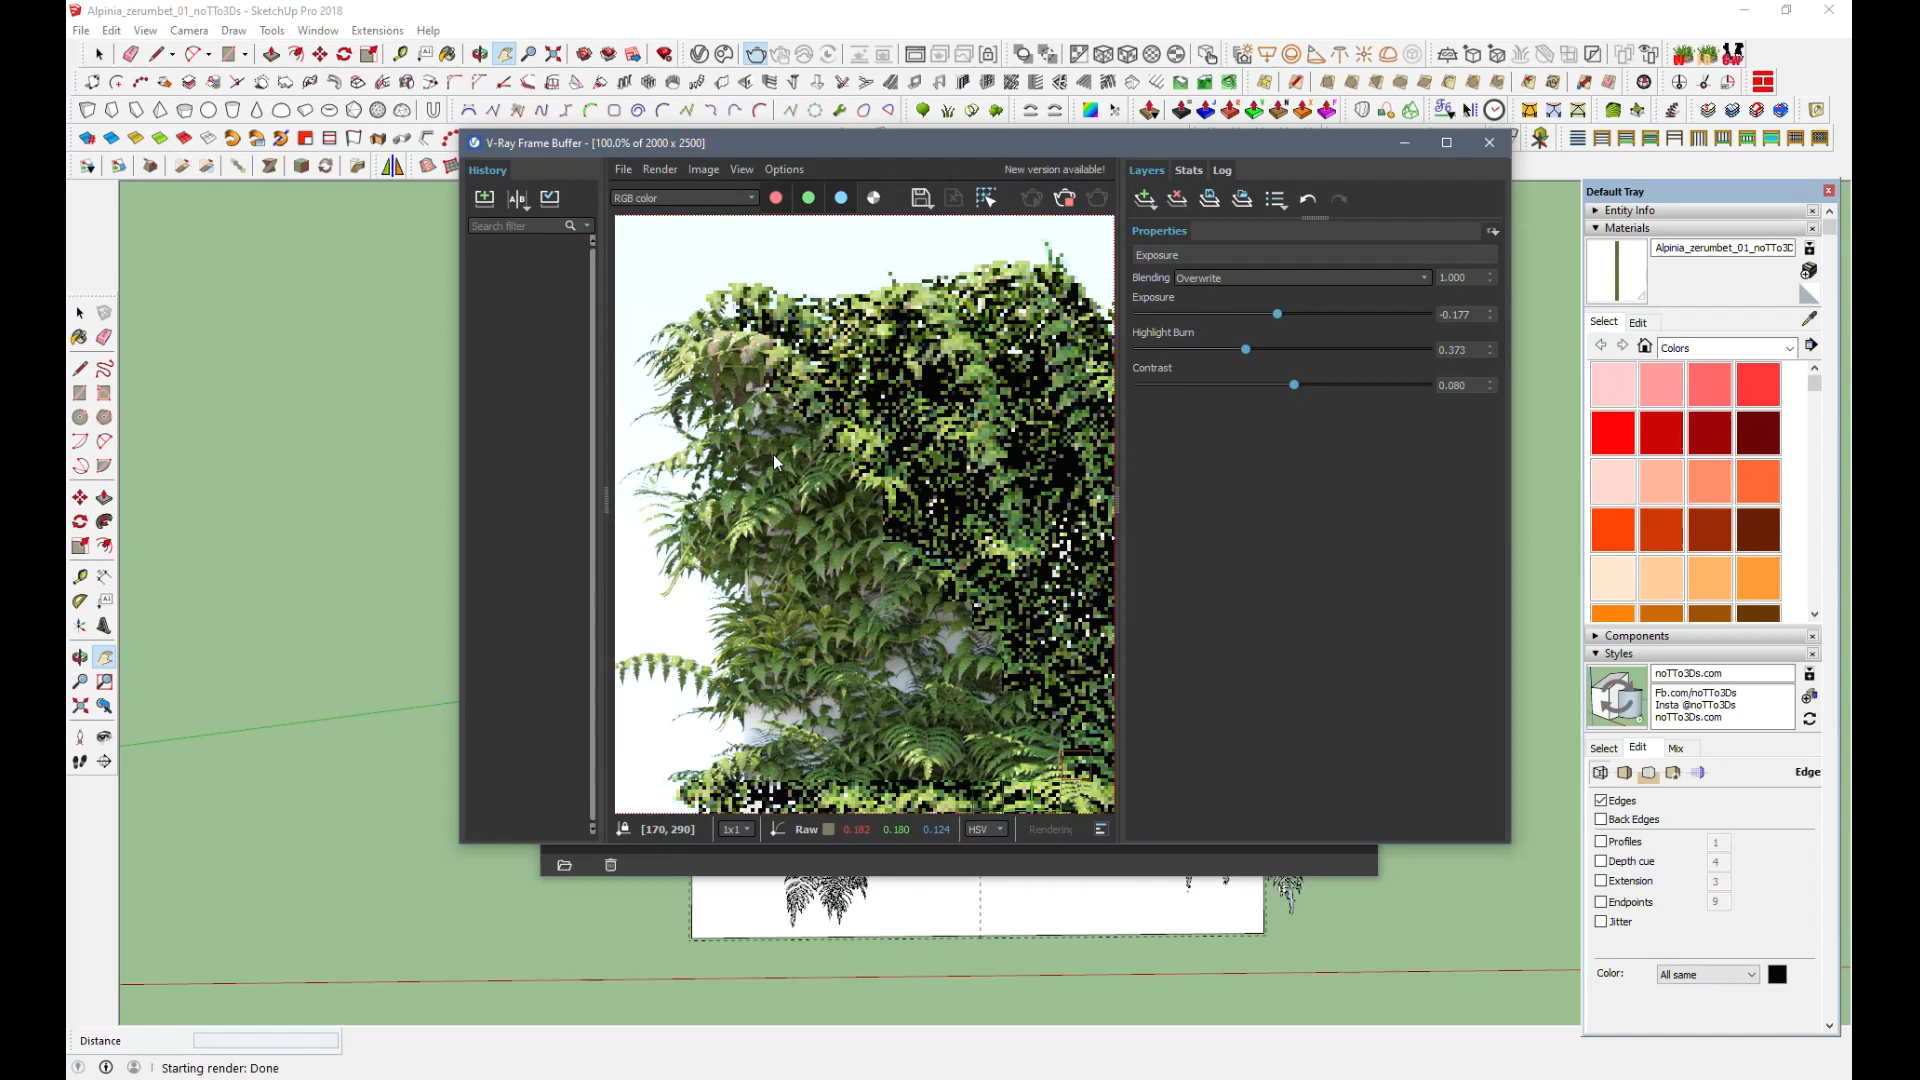 Alpinia_zerumbet_01_noTTo3Ds - SketchUp Pro 2018
File Edit View Camera Draw Tools Window Extensions Help
V-Ray Frame Buffer - [100.0% of 2000 x 2500]
History
File Render Image View Options
New version available!
Layers Stats Log
RGB color
Search filter
Properties
Exposure
Blending Overwrite 1.000
Exposure
-0.177
Highlight Burn
0.373
Contrast
0.080
[170, 290] 1x1 Raw 0.182 0.180 0.124 HSV Rendering
Default Tray
Entity Info
Materials
Alpinia_zerumbet_01_noTTo3D
Select Edit
Colors
Components
Styles
noTTo3Ds.com
Fb.com/noTTo3Ds
Insta @noTTo3Ds
noTTo3Ds.com
Select Edit Mix
Edge
Edges
Back Edges
Profiles 1
Depth cue 4
Extension 3
Endpoints 9
Jitter
Color: All same
Distance
Starting render: Done